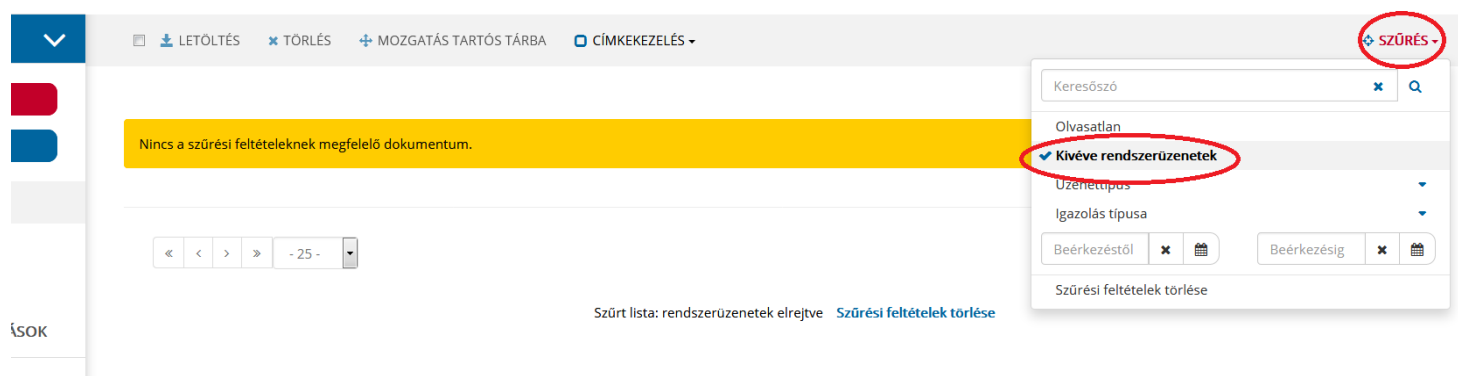 LETÖLTÉS TÖRLÉS MOZGATÁS TARTÓS TÁRBA CÍMKEKEZELÉS SZŰRÉS
Keresőszó
Olvasatlan
Nincs a szűrési feltételeknek megfelelő dokumentum.
Kivéve rendszerüzenetek
Üzenettípus
Igazolás típusa
« < > » - 25 -
Beérkezéstől Beérkezésig
Szűrési feltételek törlése
Szűrt lista: rendszerüzenetek elrejtve Szűrési feltételek törlése
ÁSOK